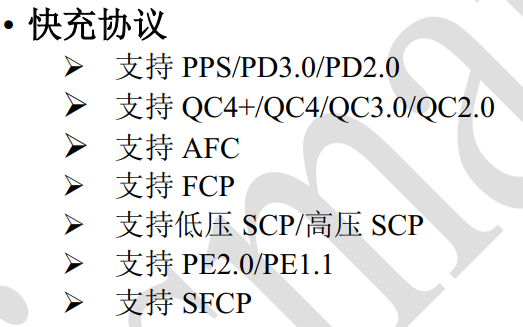 • 快充协议
➢ 支持 PPS/PD3.0/PD2.0
➢ 支持 QC4+/QC4/QC3.0/QC2.0
➢ 支持 AFC
➢ 支持 FCP
➢ 支持低压 SCP/高压 SCP
➢ 支持 PE2.0/PE1.1
➢ 支持 SFCP